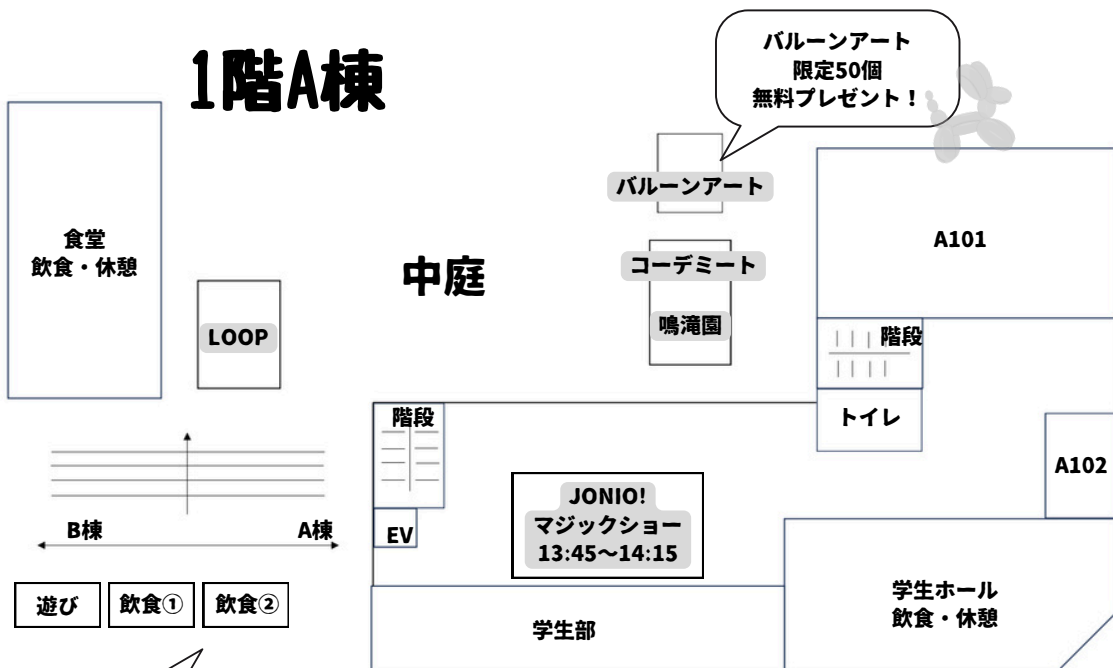 1階A棟
バルーンアート
限定50個
無料プレゼント！
バルーンアート
食堂
飲食・休憩
A101
中庭
コーデミート
LOOP
鳴滝園
階段
階段
トイレ
A102
JONIO!
マジックショー
13:45～14:15
B棟
A棟
EV
遊び
飲食①
飲食②
学生ホール
飲食・休憩
学生部